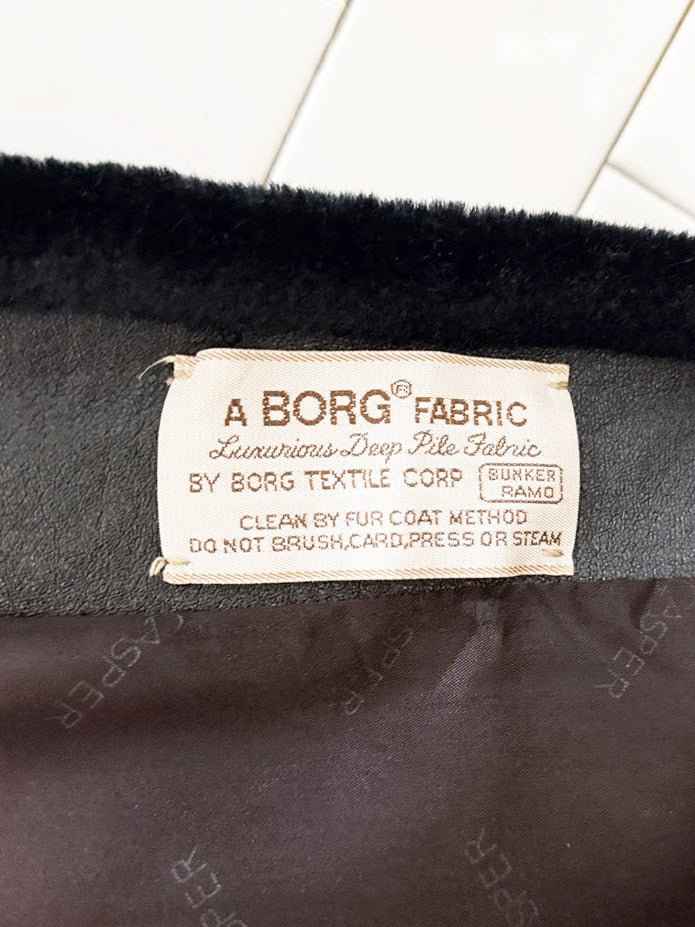 A BORG® FABRIC
Luxurious Deep Pile Fabric
BY BORG TEXTILE CORP BUNKER RAMO
CLEAN BY FUR COAT METHOD
DO NOT BRUSH,CARD,PRESS OR STEAM
CASPER
CASPER
CASPER